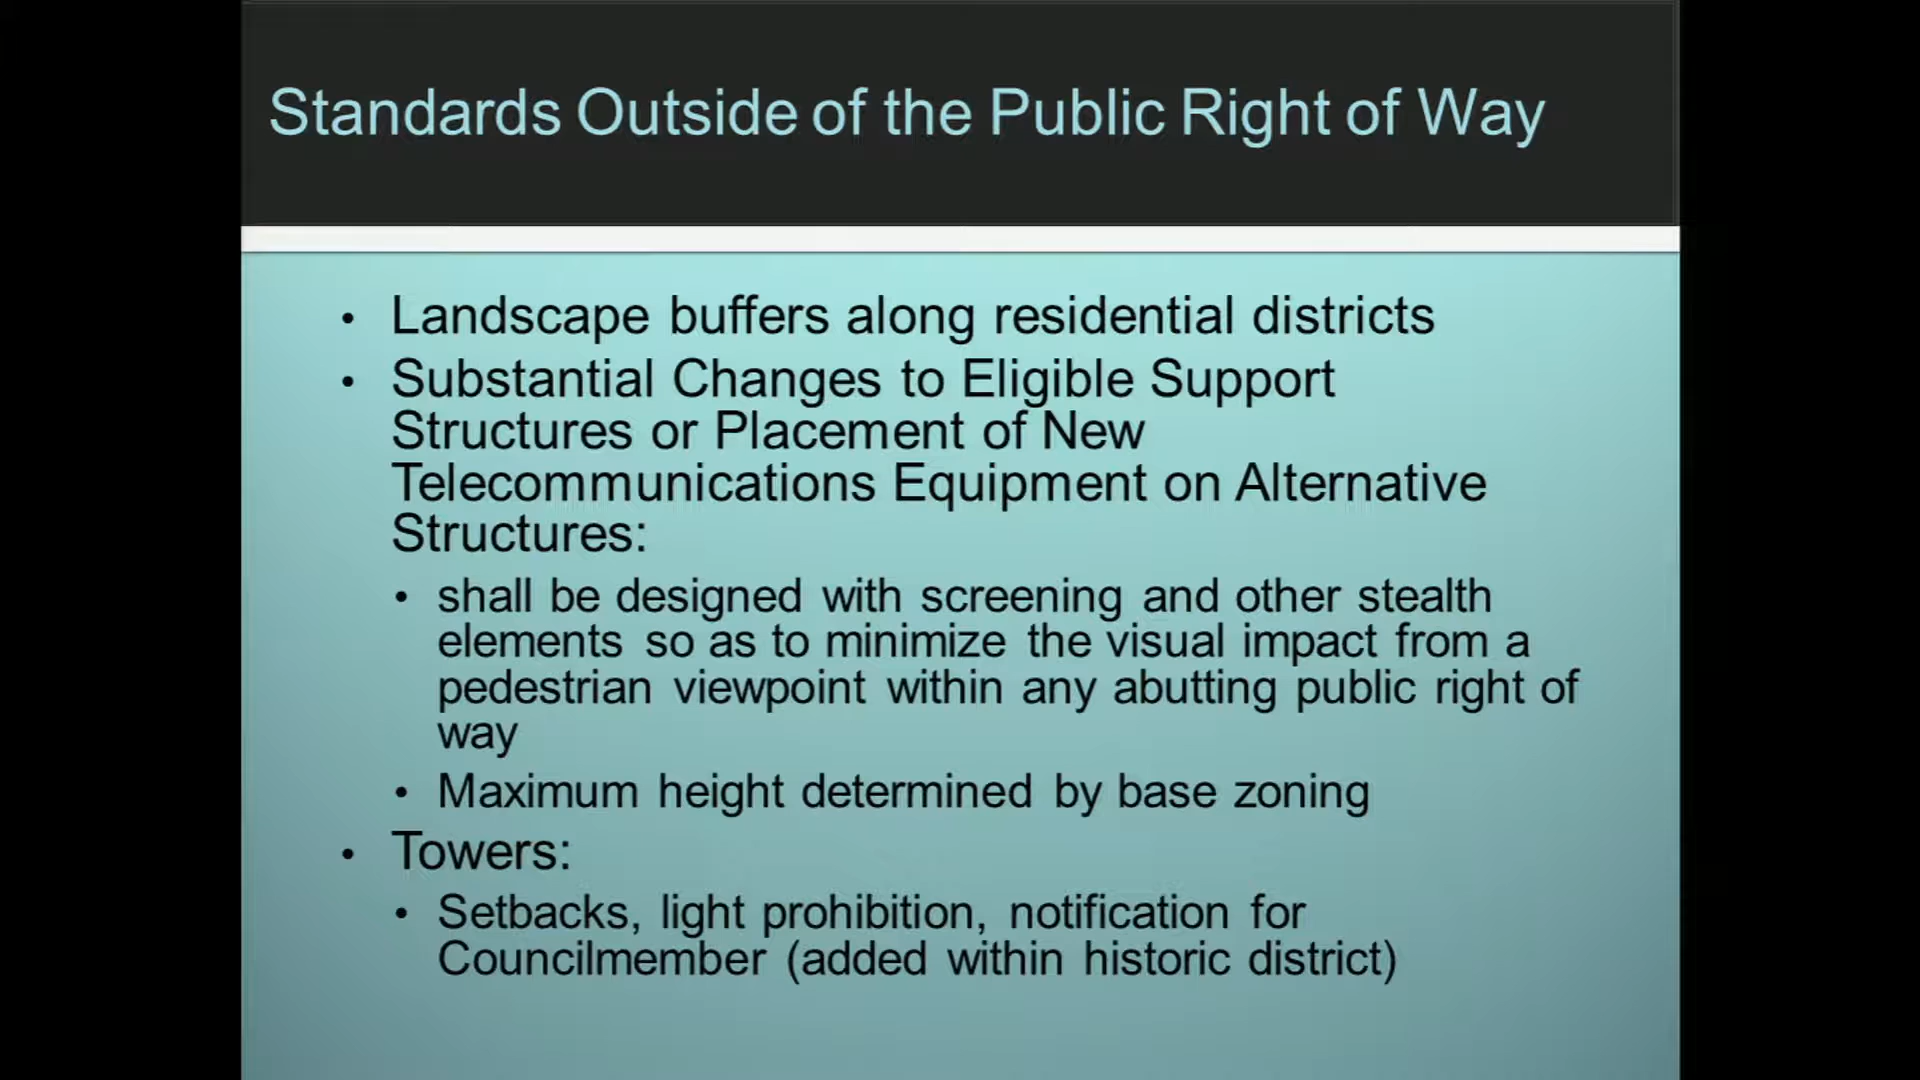 Standards Outside of the Public Right of Way
• Landscape buffers along residential districts
• Substantial Changes to Eligible Support
Structures or Placement of New
Telecommunications Equipment on Alternative
Structures:
• shall be designed with screening and other stealth
elements so as to minimize the visual impact from a
pedestrian viewpoint within any abutting public right of
way
• Maximum height determined by base zoning
• Towers:
• Setbacks, light prohibition, notification for
Councilmember (added within historic district)